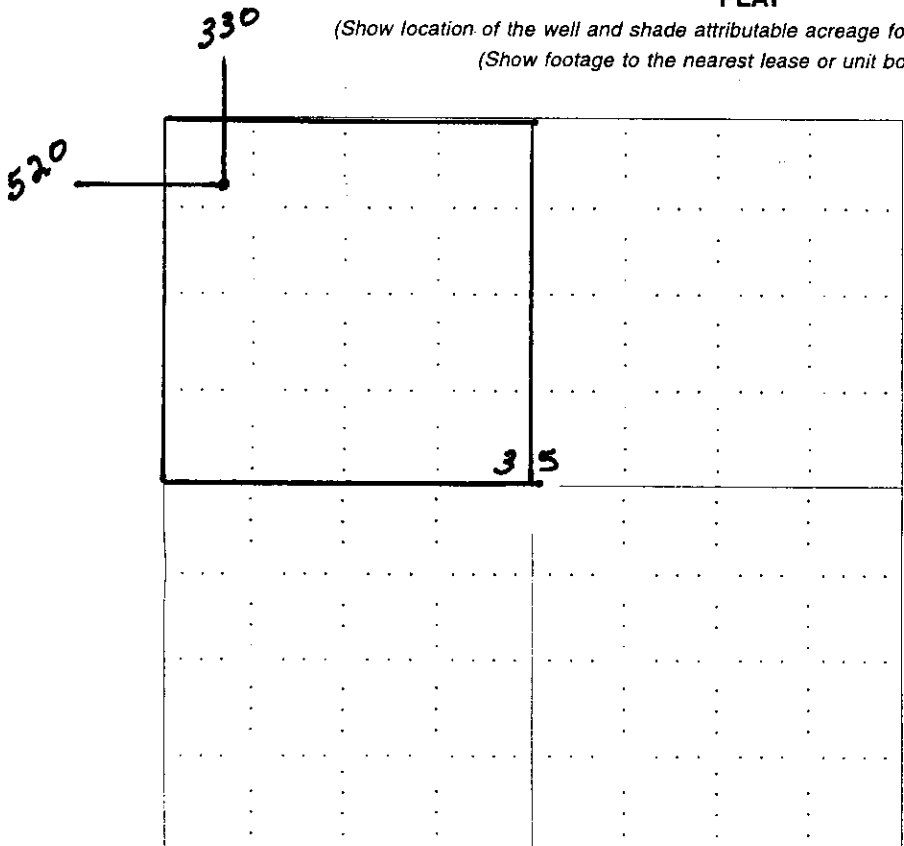 330
(Show location of the well and shade attributable acreage fo
(Show footage to the nearest lease or unit bo
520
3 5